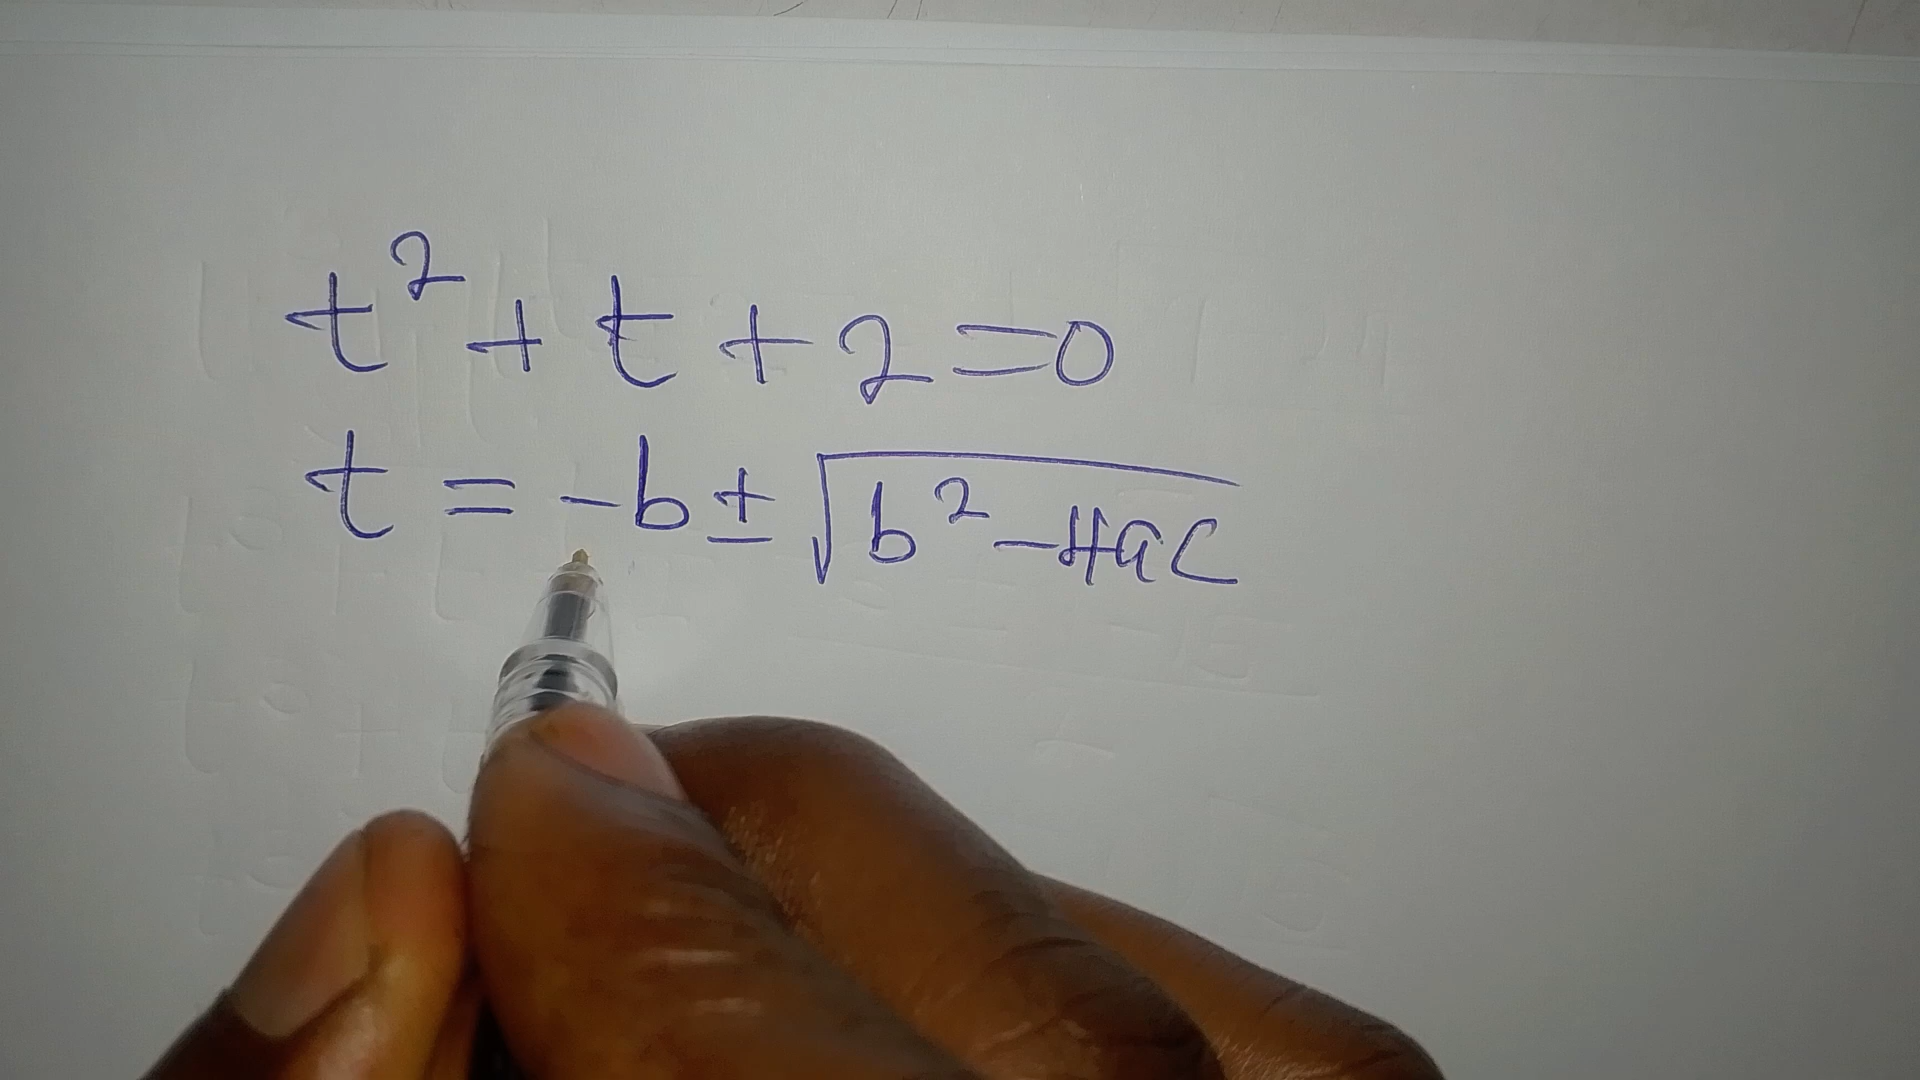 t² + t + 2 = 0
t = -b ± √b² - 4ac